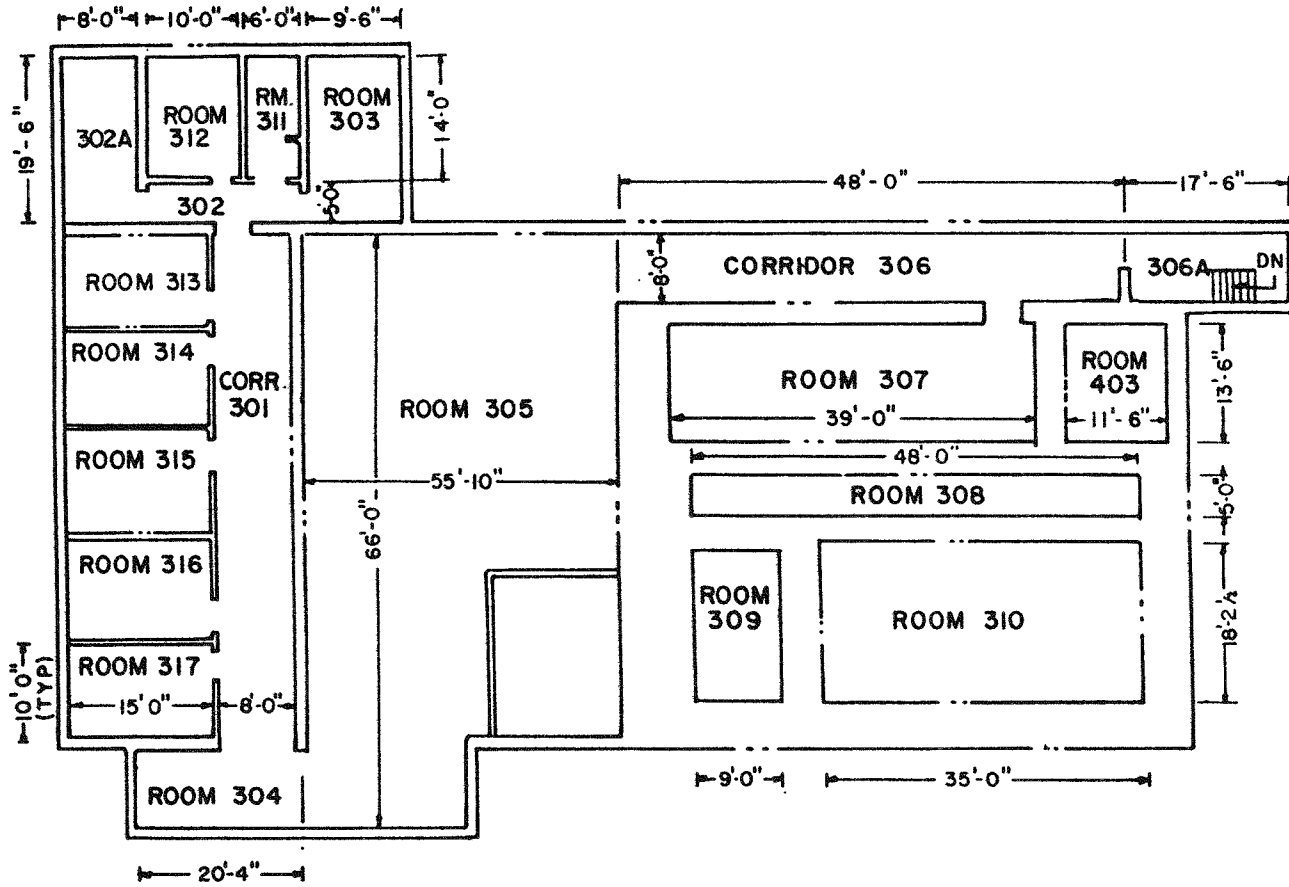 8'-0" 10'-0" 6'-0" 9'-6"
19'-6"
302A
ROOM
312
RM.
311
ROOM
303
14'-0"
302
5'-0"
48'-0" 17'-6"
ROOM 313
8'-0"
CORRIDOR 306
306A
DN
ROOM 314
CORR.
301
ROOM 305
ROOM 307
39'-0"
ROOM
403
11'-6"
13'-6"
ROOM 315
55'-10"
48'-0"
ROOM 308
5'-0"
66'-0"
ROOM 316
ROOM
309
ROOM 310
18'-2½
ROOM 317
10'0"
(TYP)
15'0" 8'-0"
ROOM 304
9'-0" 35'-0"
20'-4"